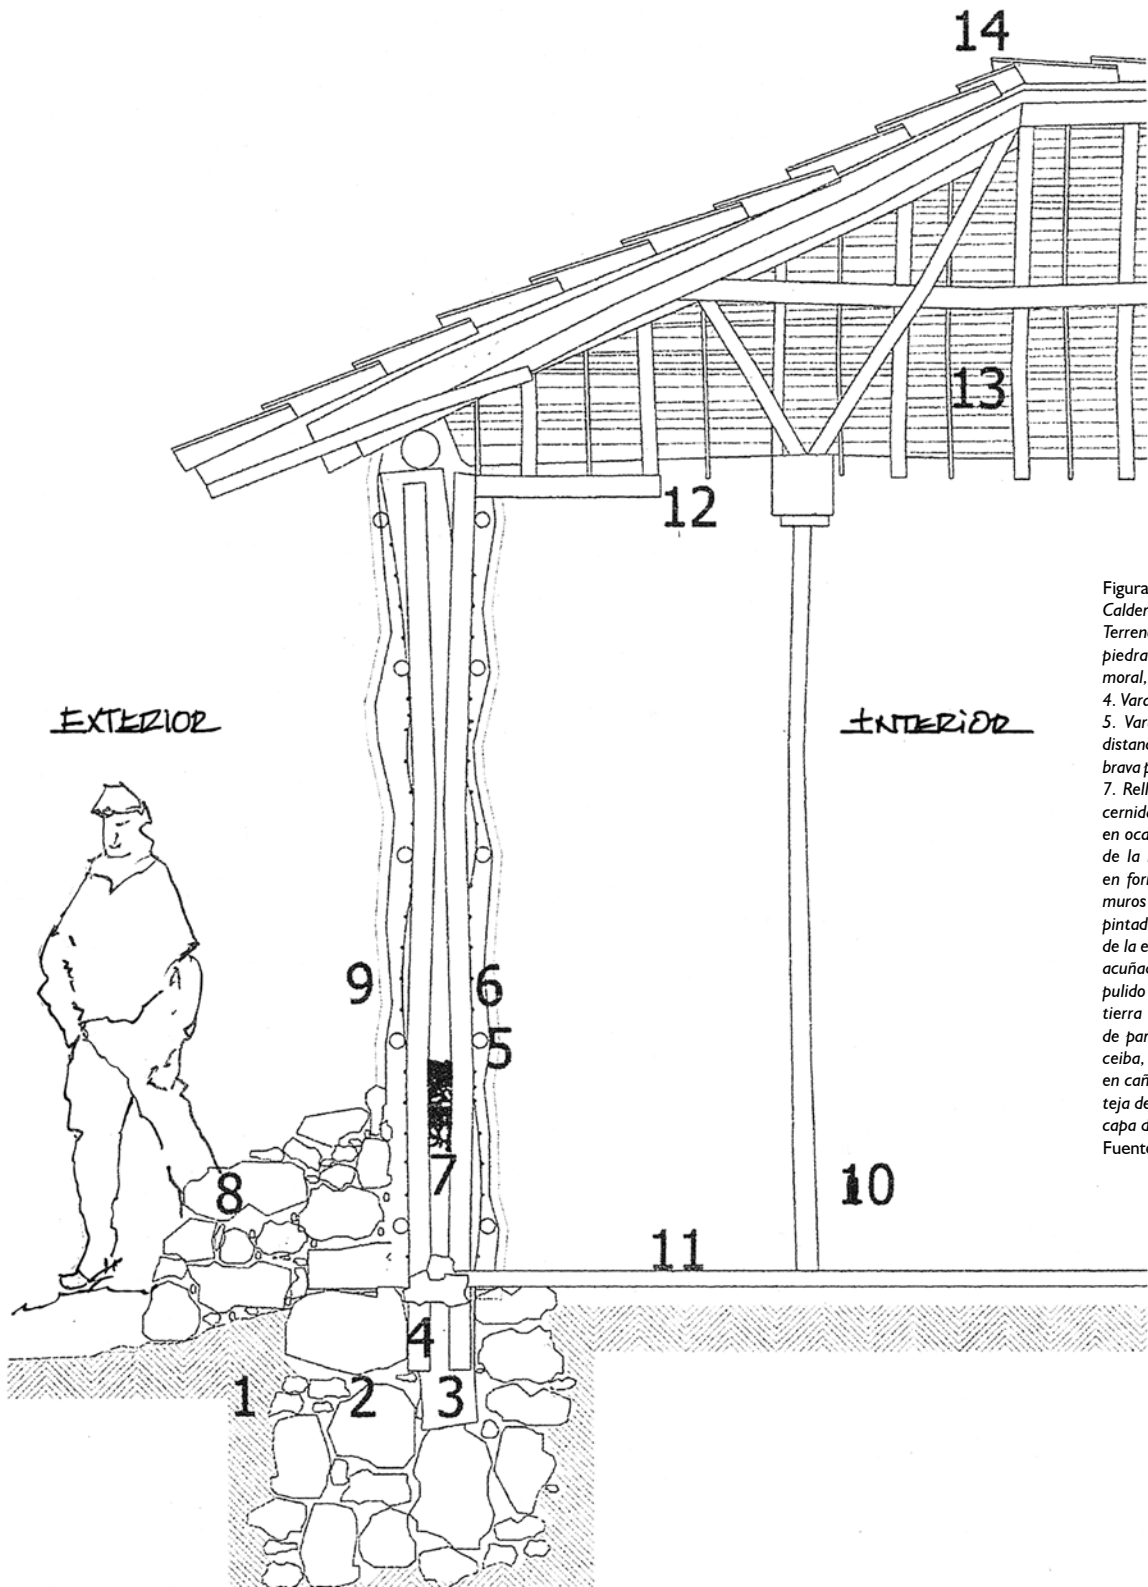 14
13
12
EXTERIOR
INTERIOR
9
6
5
7
8
10
11
4
1
2
3
Figura
Calder
Terren
piedra
moral,
4. Vara
5. Var
distanc
brava p
7. Rell
cernid
en oca
de la
en forr
muros
pintad
de la e
acuña
pulido
tierra
de par
ceiba,
en cañ
teja de
capa d
Fuente